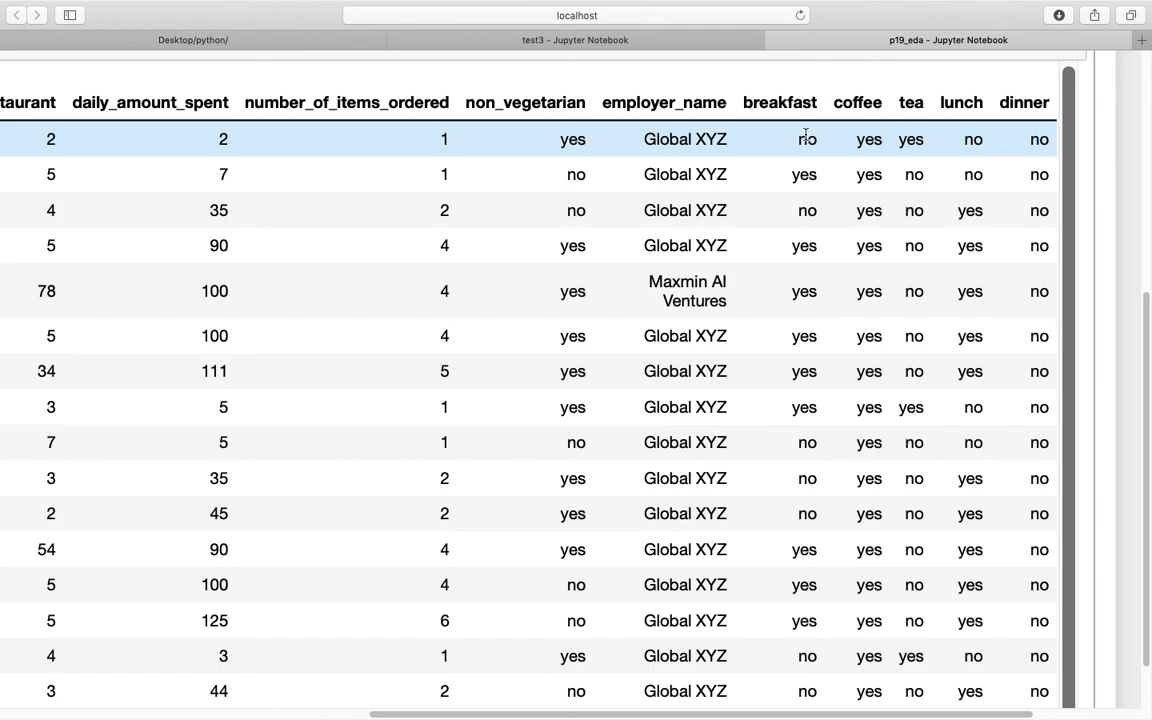 localhost
Desktop/python/ test3 - Jupyter Notebook p19_eda - Jupyter Notebook
taurant daily_amount_spent number_of_items_ordered non_vegetarian employer_name breakfast coffee tea lunch dinner
2 2 1 yes Global XYZ no yes yes no no
5 7 1 no Global XYZ yes yes no no no
4 35 2 no Global XYZ no yes no yes no
5 90 4 yes Global XYZ yes yes no yes no
78 100 4 yes Maxmin AI Ventures yes yes no yes no
5 100 4 yes Global XYZ yes yes no yes no
34 111 5 yes Global XYZ yes yes no yes no
3 5 1 yes Global XYZ yes yes yes no no
7 5 1 no Global XYZ no yes no no no
3 35 2 yes Global XYZ no yes no yes no
2 45 2 yes Global XYZ no yes no yes no
54 90 4 yes Global XYZ yes yes no yes no
5 100 4 no Global XYZ yes yes no yes no
5 125 6 no Global XYZ yes yes no yes no
4 3 1 yes Global XYZ no yes yes no no
3 44 2 no Global XYZ no yes no yes no